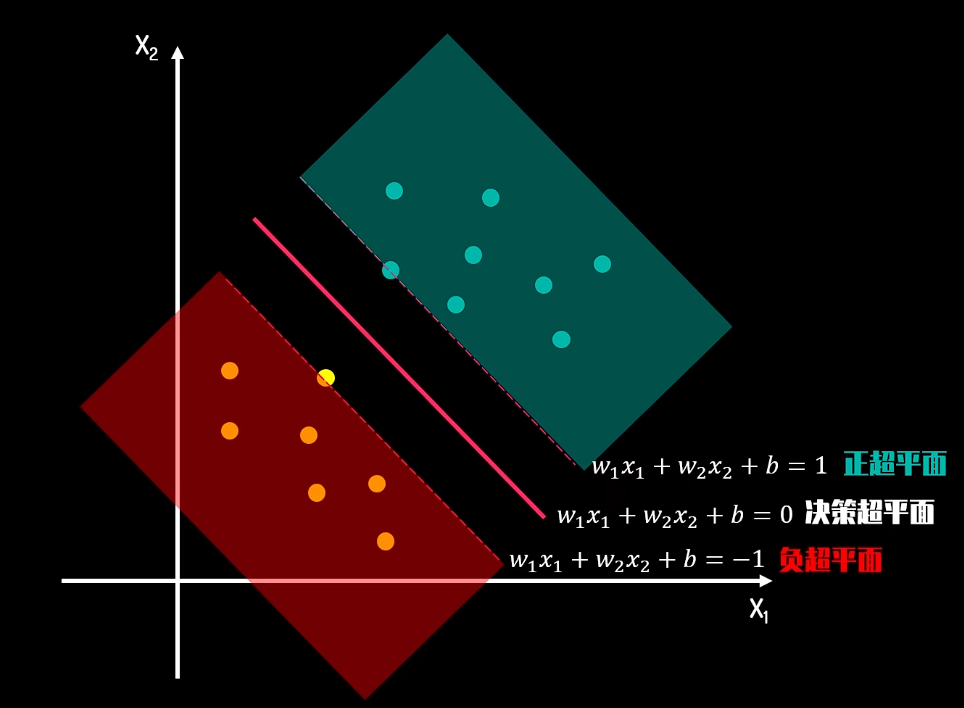 X₂
w₁x₁ + w₂x₂ + b = 1 正超平面
w₁x₁ + w₂x₂ + b = 0 决策超平面
w₁x₁ + w₂x₂ + b = −1 负超平面
X₁